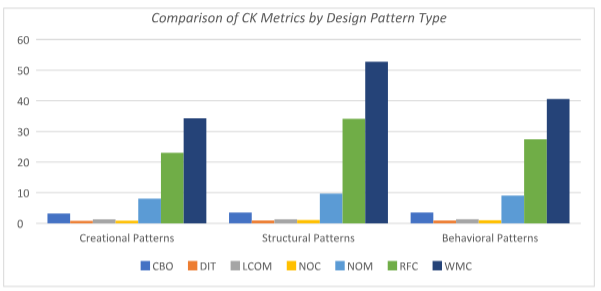 Comparison of CK Metrics by Design Pattern Type
60
50
40
30
20
10
0
Creational Patterns Structural Patterns Behavioral Patterns
CBO DIT LCOM NOC NOM RFC WMC